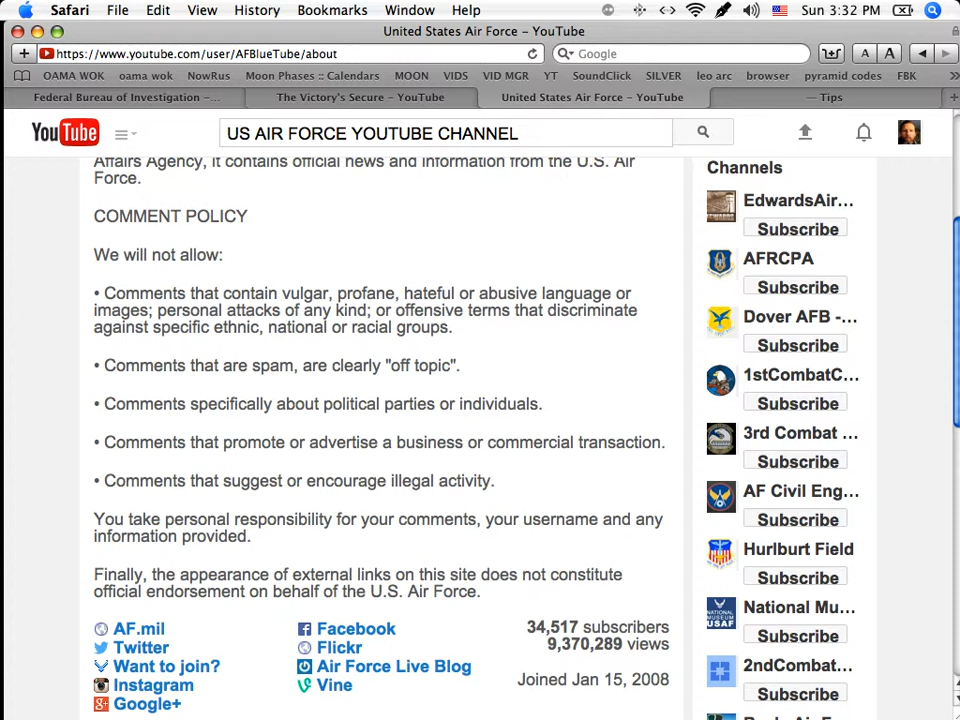 Safari File Edit View History Bookmarks Window Help Sun 3:32 PM
United States Air Force – YouTube
https://www.youtube.com/user/AFBlueTube/about Google A A
OAMA WOK oama wok NowRus Moon Phases :: Calendars MOON VIDS VID MGR YT SoundClick SILVER leo arc browser pyramid codes FBK
Federal Bureau of Investigation –... The Victory's Secure – YouTube United States Air Force – YouTube — Tips
YouTube US AIR FORCE YOUTUBE CHANNEL
Affairs Agency, it contains official news and information from the U.S. Air
Force.
COMMENT POLICY
We will not allow:
• Comments that contain vulgar, profane, hateful or abusive language or
images; personal attacks of any kind; or offensive terms that discriminate
against specific ethnic, national or racial groups.
• Comments that are spam, are clearly "off topic".
• Comments specifically about political parties or individuals.
• Comments that promote or advertise a business or commercial transaction.
• Comments that suggest or encourage illegal activity.
You take personal responsibility for your comments, your username and any
information provided.
Finally, the appearance of external links on this site does not constitute
official endorsement on behalf of the U.S. Air Force.
AF.mil
Twitter
Want to join?
Instagram
Google+
Facebook
Flickr
Air Force Live Blog
Vine
34,517 subscribers
9,370,289 views
Joined Jan 15, 2008
Channels
EdwardsAir...
Subscribe
AFRCPA
Subscribe
Dover AFB -...
Subscribe
1stCombatC...
Subscribe
3rd Combat ...
Subscribe
AF Civil Eng...
Subscribe
Hurlburt Field
Subscribe
NATIONAL MUSEUM USAF
National Mu...
Subscribe
2ndCombat...
Subscribe